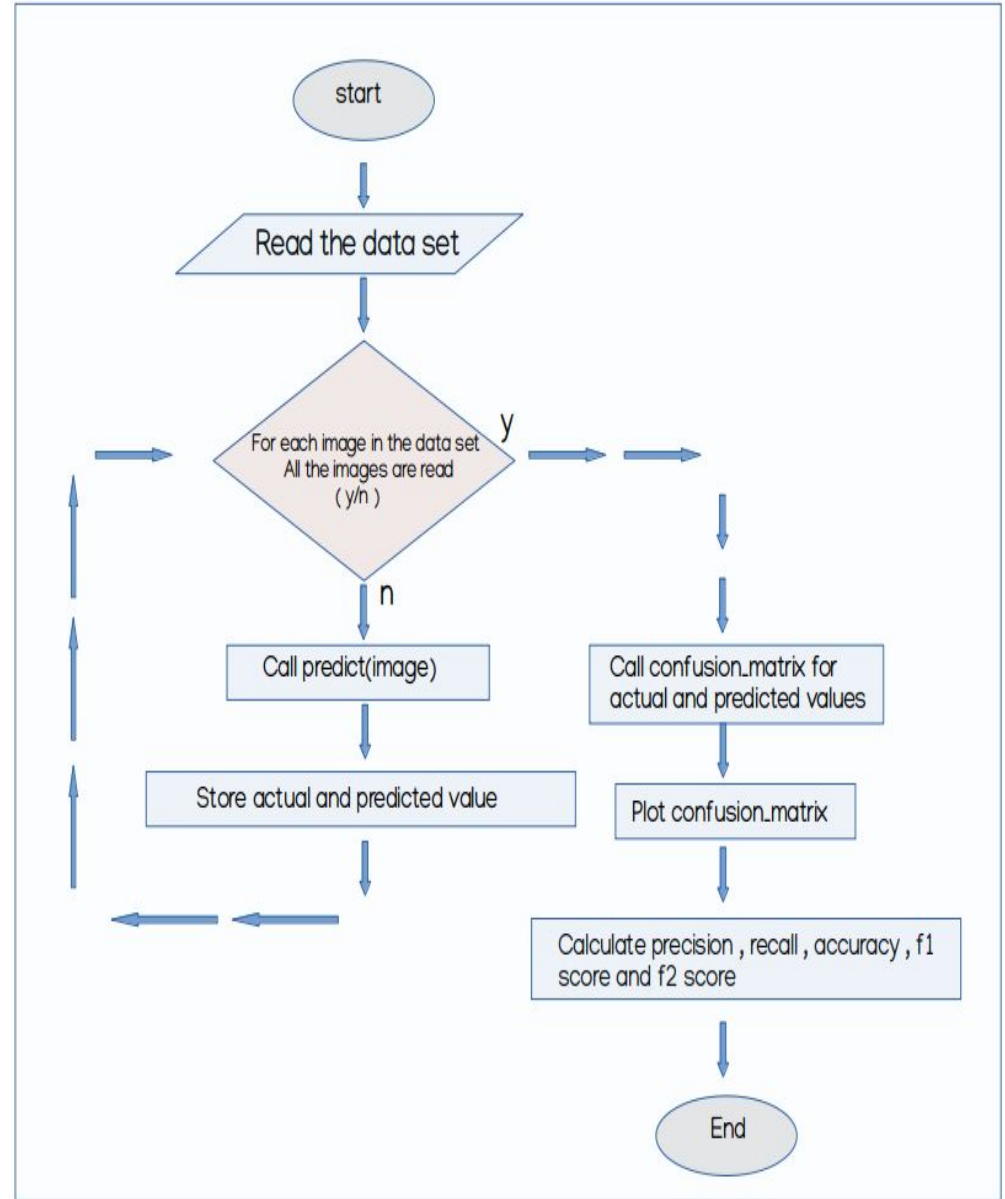 start
Read the data set
For each image in the data set
All the images are read
( y/n )
y
n
Call predict(image)
Store actual and predicted value
Call confusion_matrix for
actual and predicted values
Plot confusion_matrix
Calculate precision , recall , accuracy , f1
score and f2 score
End